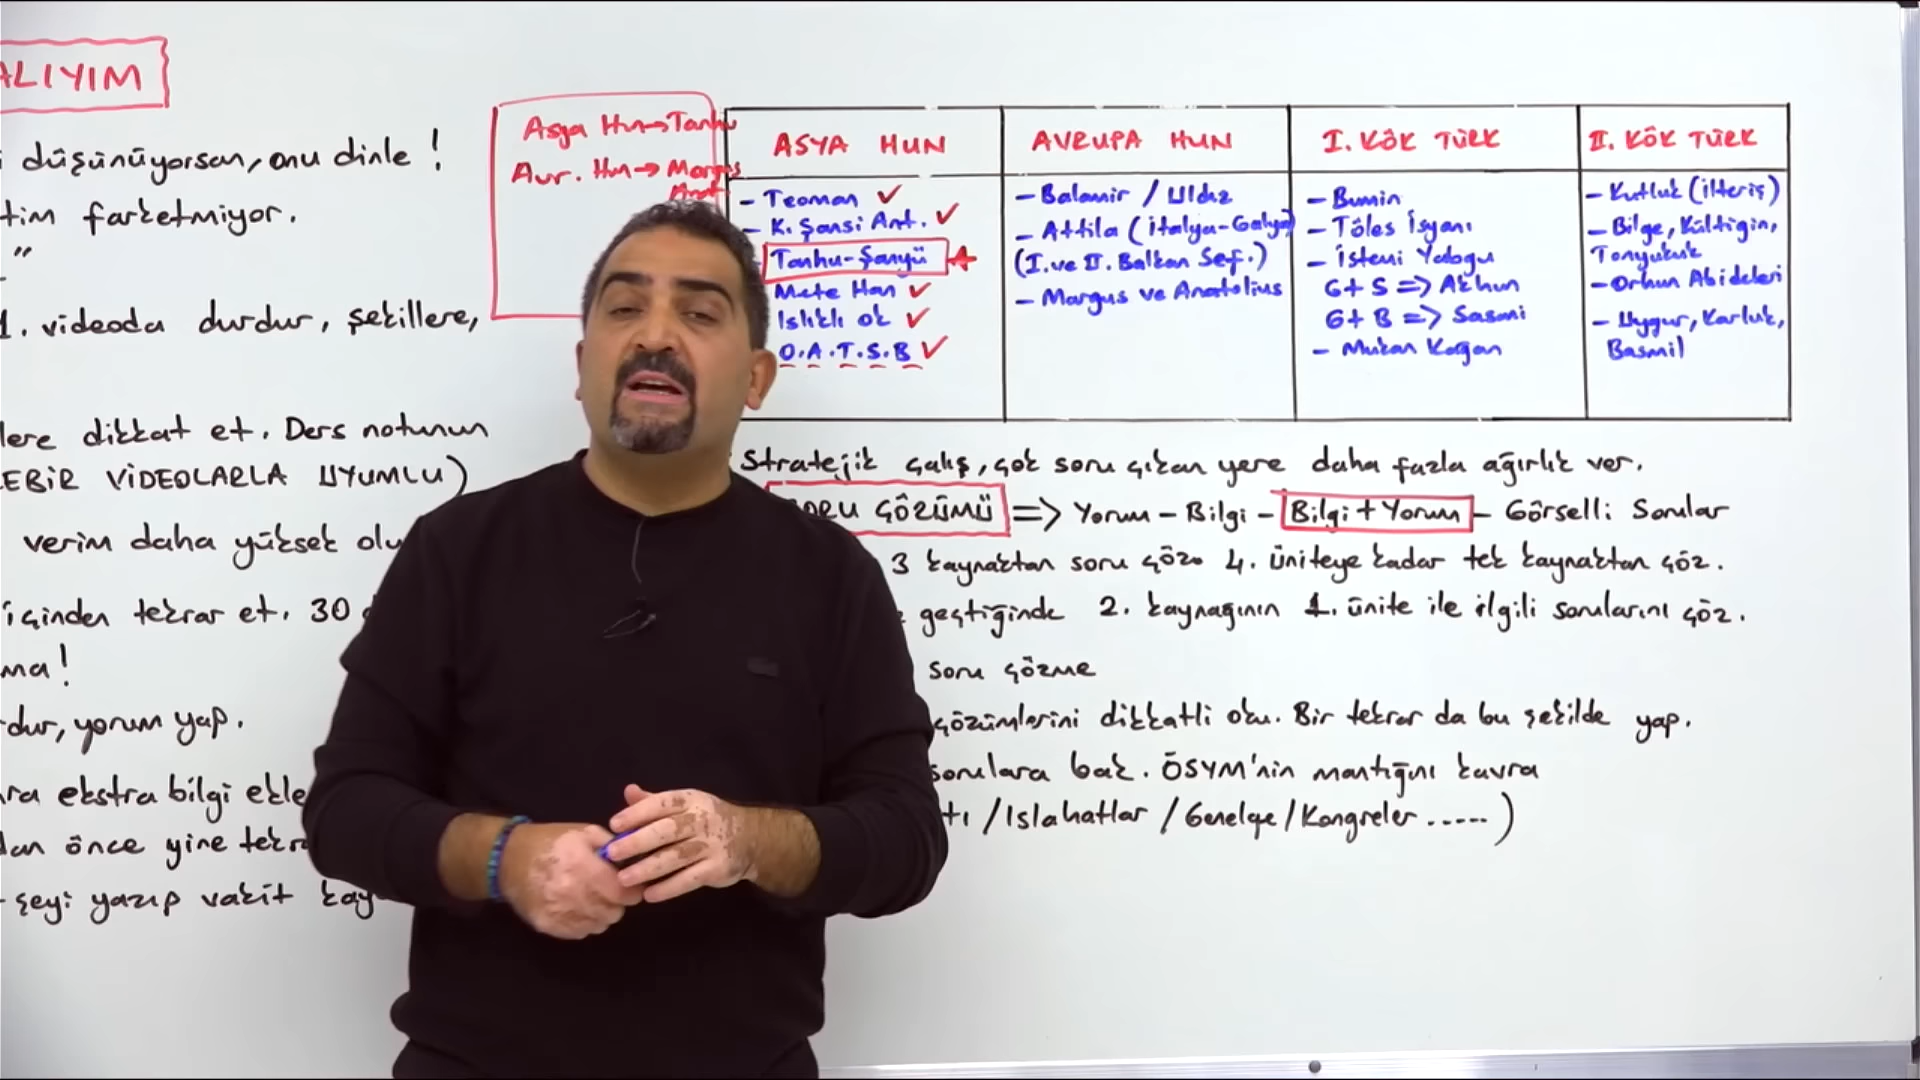 ALIYIM
düşünüyorsan, onu dinle !
tim farketmiyor.
"
1. videoda durdur, şekillere,
lere dikkat et. Ders notunun
EBİR VİDEOLARLA UYUMLU)
verim daha yüksek olu
içinden tekrar et. 30
ma!
dur, yorum yap.
ara ekstra bilgi ekle
dan önce yine tekra
şeyi yazıp vakit kay
Asya Hun → Tanhu
Avr. Hun → Margus
Anat
ASYA HUN
- Teoman ✓
- K. Şansi Ant. ✓
Tanhu-Şanyü
Mete Han ✓
Islıklı ok ✓
O.A.T.S.B ✓
AVRUPA HUN
- Balamir / Uldız
- Attila (İtalya-Galya)
(I. ve II. Balkan Sef.)
- Margus ve Anatolius
I. KÖK TÜRK
- Bumin
- Töles İsyanı
- İstemi Yabgu
G+S => Akhun
G+B => Sasani
- Mukan Kağan
II. KÖK TÜRK
- Kutluk (İlteriş)
- Bilge, Kültigin,
Tonyukuk
- Orhun Abideleri
- Uygur, Karluk,
Basmil
Stratejik çalış, çok soru çıkan yere daha fazla ağırlık ver.
ORU ÇÖZÜMÜ => Yorum - Bilgi - Bilgi + Yorum - Görselli Sorular
3 kaynaktan soru çöz. 4. üniteye kadar tek kaynaktan çöz.
geçtiğinde 2. kaynağının 1. ünite ile ilgili sorularını çöz.
soru çözme
çözümlerini dikkatli oku. Bir tekrar da bu şekilde yap.
sorulara bak. ÖSYM'nin mantığını kavra
tı / Islahatlar / Genelge / Kongreler ..... )